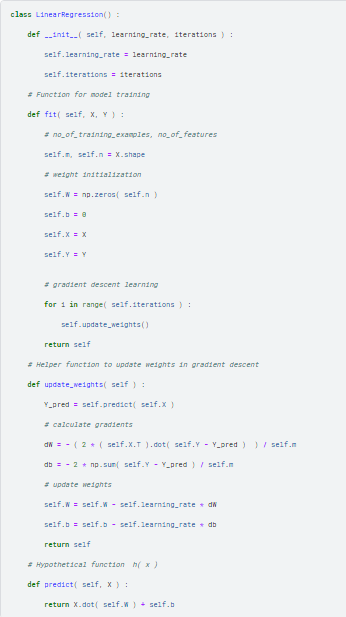 class LinearRegression() :
def __init__( self, learning_rate, iterations ) :
self.learning_rate = learning_rate
self.iterations = iterations
# Function for model training
def fit( self, X, Y ) :
# no_of_training_examples, no_of_features
self.m, self.n = X.shape
# weight initialization
self.W = np.zeros( self.n )
self.b = 0
self.X = X
self.Y = Y
# gradient descent learning
for i in range( self.iterations ) :
self.update_weights()
return self
# Helper function to update weights in gradient descent
def update_weights( self ) :
Y_pred = self.predict( self.X )
# calculate gradients
dW = - ( 2 * ( self.X.T ).dot( self.Y - Y_pred )  ) / self.m
db = - 2 * np.sum( self.Y - Y_pred ) / self.m
# update weights
self.W = self.W - self.learning_rate * dW
self.b = self.b - self.learning_rate * db
return self
# Hypothetical function  h( x )
def predict( self, X ) :
return X.dot( self.W ) + self.b